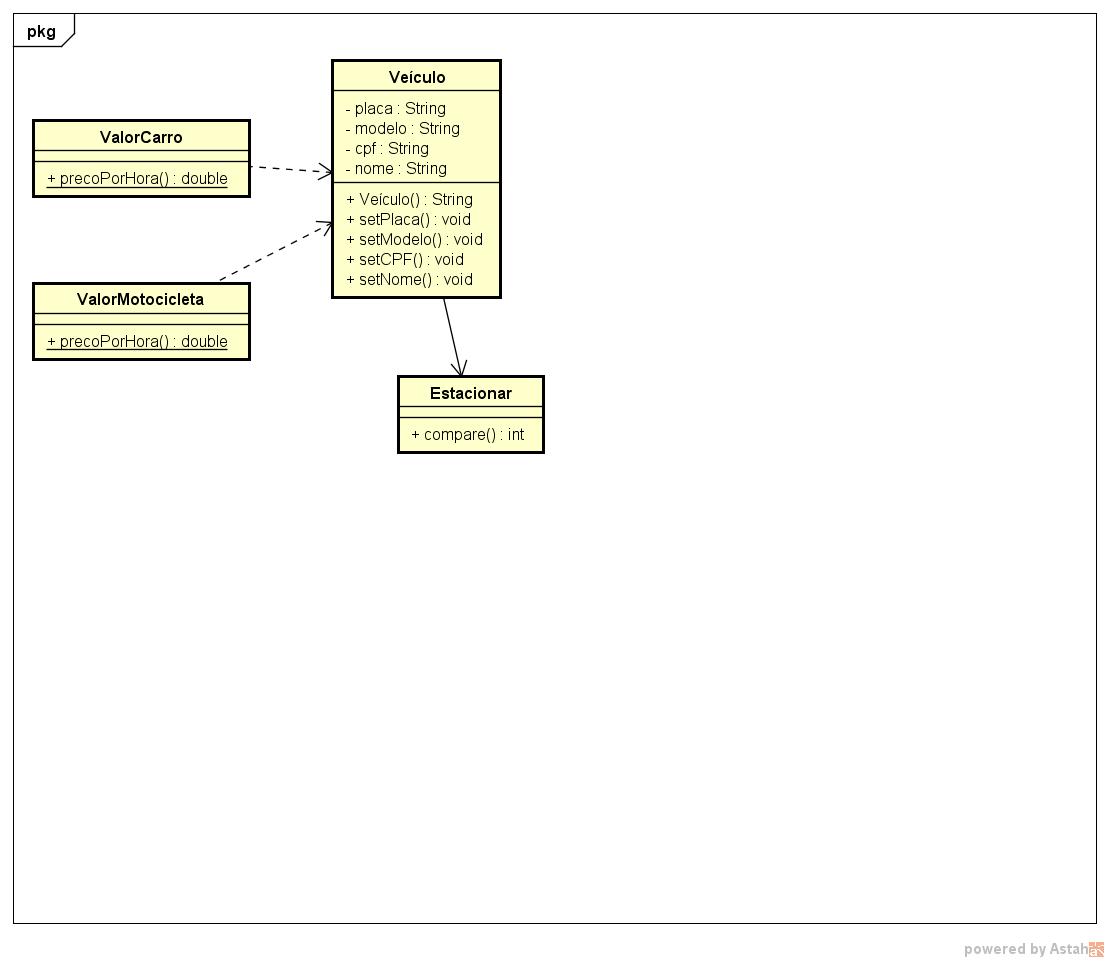 pkg
Veículo
- placa : String
- modelo : String
- cpf : String
- nome : String
+ Veículo() : String
+ setPlaca() : void
+ setModelo() : void
+ setCPF() : void
+ setNome() : void
ValorCarro
+ precoPorHora() : double
ValorMotocicleta
+ precoPorHora() : double
Estacionar
+ compare() : int
powered by Astah